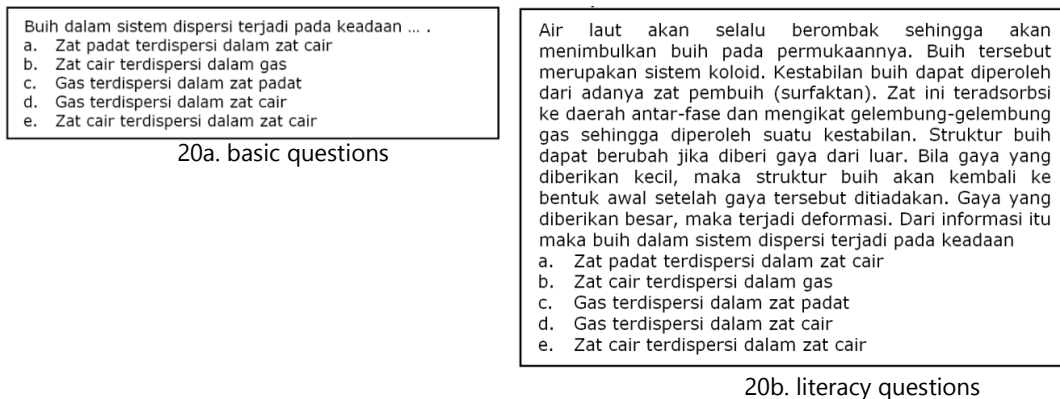 Buih dalam sistem dispersi terjadi pada keadaan ... .
a. Zat padat terdispersi dalam zat cair
b. Zat cair terdispersi dalam gas
c. Gas terdispersi dalam zat padat
d. Gas terdispersi dalam zat cair
e. Zat cair terdispersi dalam zat cair
20a. basic questions
Air laut akan selalu berombak sehingga akan
menimbulkan buih pada permukaannya. Buih tersebut
merupakan sistem koloid. Kestabilan buih dapat diperoleh
dari adanya zat pembuih (surfaktan). Zat ini teradsorbsi
ke daerah antar-fase dan mengikat gelembung-gelembung
gas sehingga diperoleh suatu kestabilan. Struktur buih
dapat berubah jika diberi gaya dari luar. Bila gaya yang
diberikan kecil, maka struktur buih akan kembali ke
bentuk awal setelah gaya tersebut ditiadakan. Gaya yang
diberikan besar, maka terjadi deformasi. Dari informasi itu
maka buih dalam sistem dispersi terjadi pada keadaan
a. Zat padat terdispersi dalam zat cair
b. Zat cair terdispersi dalam gas
c. Gas terdispersi dalam zat padat
d. Gas terdispersi dalam zat cair
e. Zat cair terdispersi dalam zat cair
20b. literacy questions